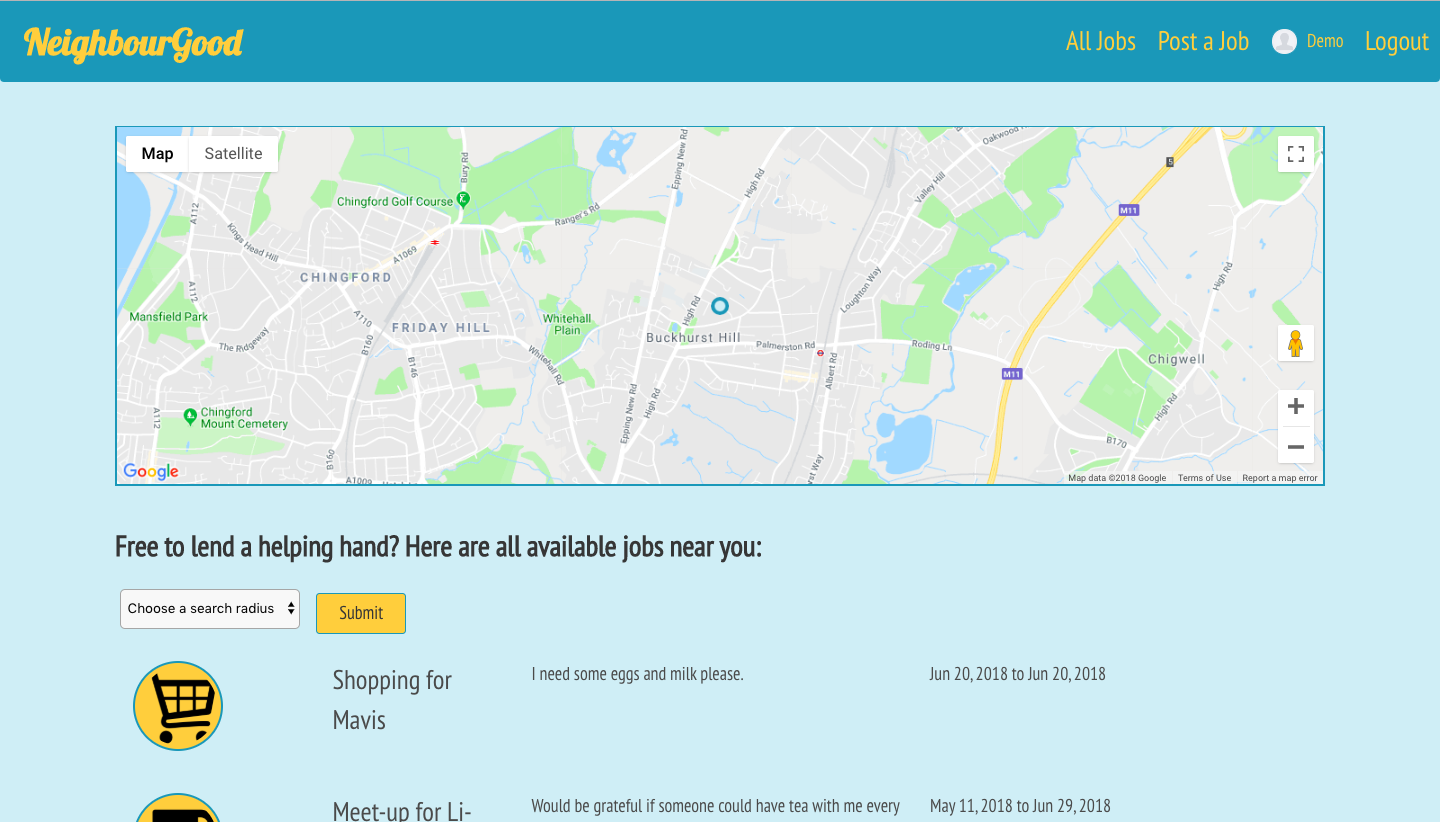 NeighbourGood
All Jobs Post a Job Demo Logout
Map Satellite
Oakwood Rd
Epping New Rd
Bury Rd
5
High Rd
Valley Hill
Chingford Golf Course
A112
Ranger's Rd
M11
Kings Head Hill
A1069
CHINGFORD
Loughton Way
High Rd
A112
High Rd
Mansfield Park
A110
Whitehall
Plain
FRIDAY HILL
Buckhurst Hill
The Ridgeway
B160
Palmerston Rd
Roding Ln
Chigwell
B146
Whitehall Rd
Albert Rd
M11
Chingford
Mount Cemetery
A112
Epping New Rd
High Rd
High Rd
B170
B160
Google
A1009
Map data ©2018 Google Terms of Use Report a map error
Free to lend a helping hand? Here are all available jobs near you:
Choose a search radius Submit
Shopping for
Mavis
I need some eggs and milk please.
Jun 20, 2018 to Jun 20, 2018
Meet-up for Li-
Would be grateful if someone could have tea with me every
May 11, 2018 to Jun 29, 2018